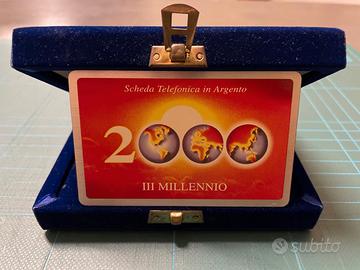 Scheda Telefonica in Argento
2000
III MILLENNIO
subito